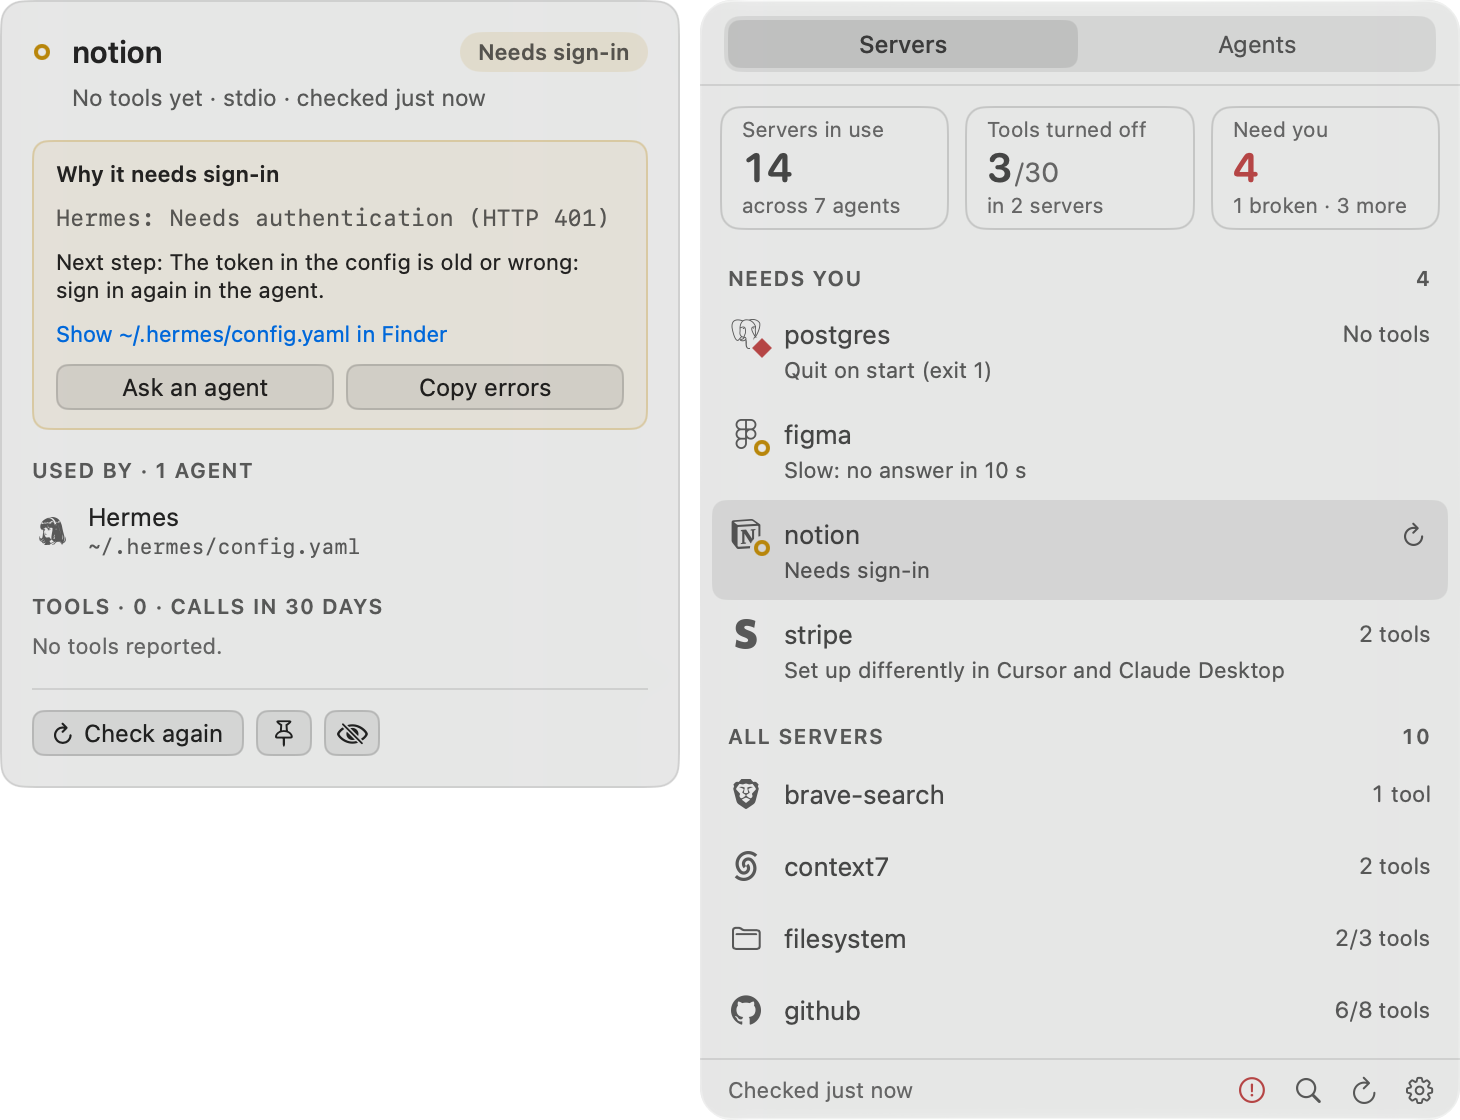 notion
Needs sign-in
No tools yet · stdio · checked just now
Why it needs sign-in
Hermes: Needs authentication (HTTP 401)
Next step: The token in the config is old or wrong:
sign in again in the agent.
Show ~/.hermes/config.yaml in Finder
Ask an agent
Copy errors
USED BY · 1 AGENT
Hermes
~/.hermes/config.yaml
TOOLS · 0 · CALLS IN 30 DAYS
No tools reported.
Check again
Servers
Agents
Servers in use
14
across 7 agents
Tools turned off
3/30
in 2 servers
Need you
4
1 broken · 3 more
NEEDS YOU
4
postgres
No tools
Quit on start (exit 1)
figma
Slow: no answer in 10 s
notion
Needs sign-in
stripe
2 tools
Set up differently in Cursor and Claude Desktop
ALL SERVERS
10
brave-search
1 tool
context7
2 tools
filesystem
2/3 tools
github
6/8 tools
Checked just now